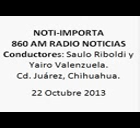 NOTI-IMPORTA
860 AM RADIO NOTICIAS
Conductores: Saulo Riboldi y
Yairo Valenzuela.
Cd. Juárez, Chihuahua.
22 Octubre 2013